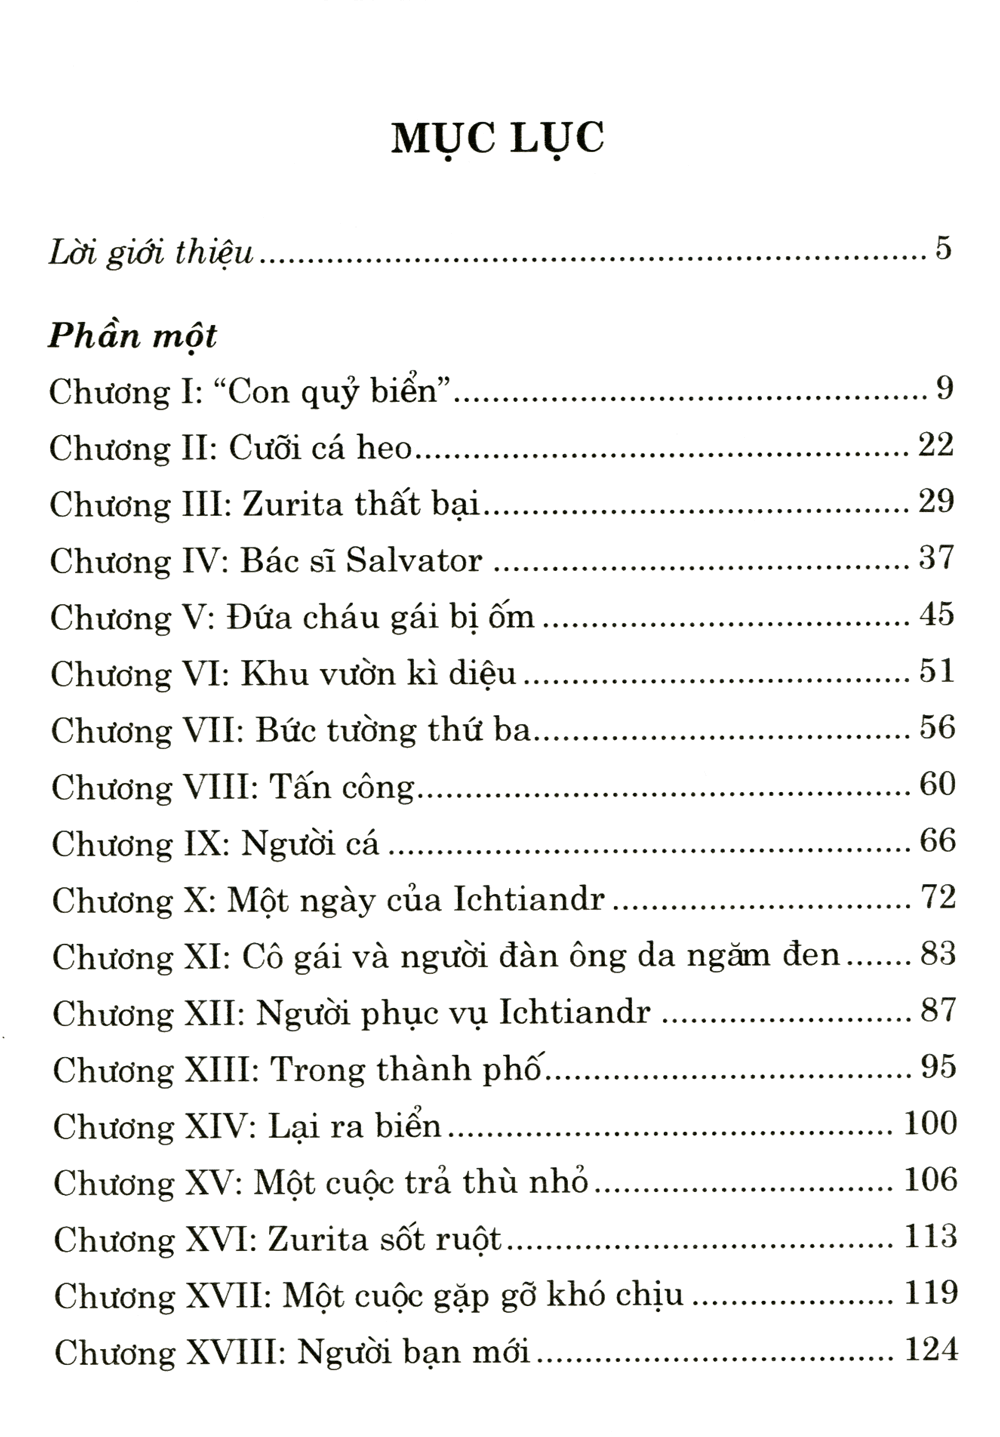 MỤC LỤC
Lời giới thiệu........................................................................ 5
Phần một
Chương I: “Con quỷ biển”.................................................. 9
Chương II: Cưỡi cá heo.................................................... 22
Chương III: Zurita thất bại............................................. 29
Chương IV: Bác sĩ Salvator ............................................ 37
Chương V: Đứa cháu gái bị ốm ....................................... 45
Chương VI: Khu vườn kì diệu ......................................... 51
Chương VII: Bức tường thứ ba........................................ 56
Chương VIII: Tấn công.................................................... 60
Chương IX: Người cá ....................................................... 66
Chương X: Một ngày của Ichtiandr ................................ 72
Chương XI: Cô gái và người đàn ông da ngăm đen ....... 83
Chương XII: Người phục vụ Ichtiandr .......................... 87
Chương XIII: Trong thành phố....................................... 95
Chương XIV: Lại ra biển ............................................... 100
Chương XV: Một cuộc trả thù nhỏ ................................ 106
Chương XVI: Zurita sốt ruột......................................... 113
Chương XVII: Một cuộc gặp gỡ khó chịu ..................... 119
Chương XVIII: Người bạn mới ...................................... 124